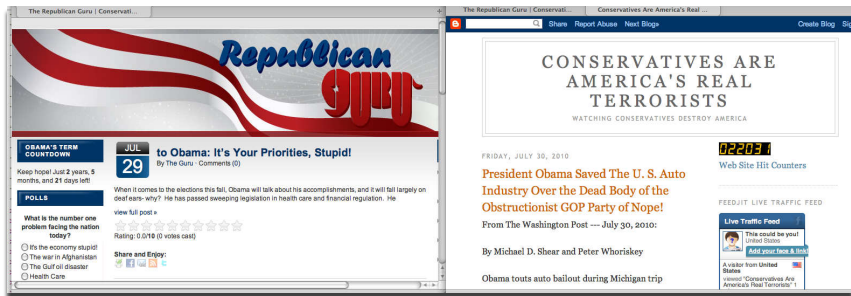 The Republican Guru | Conservati...
Republican
GURU
OBAMA'S TERM
COUNTDOWN
Keep hope! Just 2 years, 5
months, and 21 days left!
POLLS
What is the number one
problem facing the nation
today?
It's the economy stupid!
The war in Afghanistan
The Gulf oil disaster
Health Care
JUL
29
to Obama: It's Your Priorities, Stupid!
By The Guru · Comments (0)
When it comes to the elections this fall, Obama will talk about his accomplishments, and it will fall largely on
deaf ears- why? He has passed sweeping legislation in health care and financial regulation. He
view full post »
Rating: 0.0/10 (0 votes cast)
Share and Enjoy:
The Republican Guru | Conservati...
Conservatives Are America's Real ...
Share Report Abuse Next Blog»
Create Blog Sig
CONSERVATIVES ARE
AMERICA'S REAL
TERRORISTS
WATCHING CONSERVATIVES DESTROY AMERICA
FRIDAY, JULY 30, 2010
President Obama Saved The U. S. Auto
Industry Over the Dead Body of the
Obstructionist GOP Party of Nope!
From The Washington Post --- July 30, 2010:
By Michael D. Shear and Peter Whoriskey
Obama touts auto bailout during Michigan trip
022031
Web Site Hit Counters
FEEDJIT LIVE TRAFFIC FEED
Live Traffic Feed
This could be you!
United States
Add your face & link
A visitor from United
States
viewed "Conservatives Are
America's Real Terrorists" 1